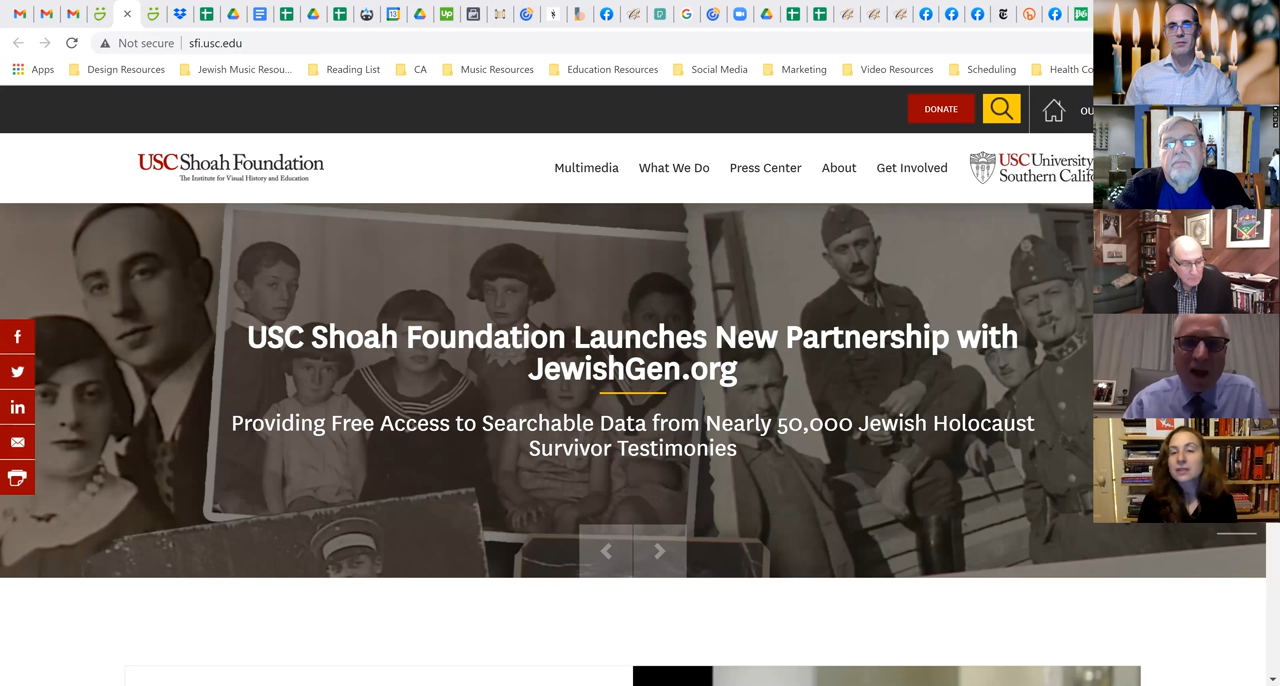 Not secure sfi.usc.edu
Apps Design Resources Jewish Music Resou... Reading List CA Music Resources Education Resources Social Media Marketing Video Resources Scheduling Health Co
DONATE OU
USC Shoah Foundation
The Institute for Visual History and Education
Multimedia What We Do Press Center About Get Involved
USC University
Southern Califo
USC Shoah Foundation Launches New Partnership with
JewishGen.org
Providing Free Access to Searchable Data from Nearly 50,000 Jewish Holocaust
Survivor Testimonies